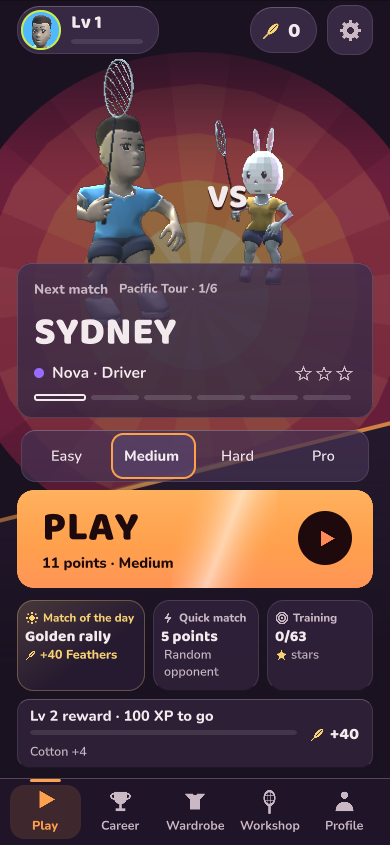 Lv 1
0
VS
Next match Pacific Tour · 1/6
SYDNEY
Nova · Driver
Easy Medium Hard Pro
PLAY
11 points · Medium
Match of the day
Golden rally
+40 Feathers
Quick match
5 points
Random
opponent
Training
0/63
stars
Lv 2 reward · 100 XP to go
+40
Cotton +4
Play Career Wardrobe Workshop Profile